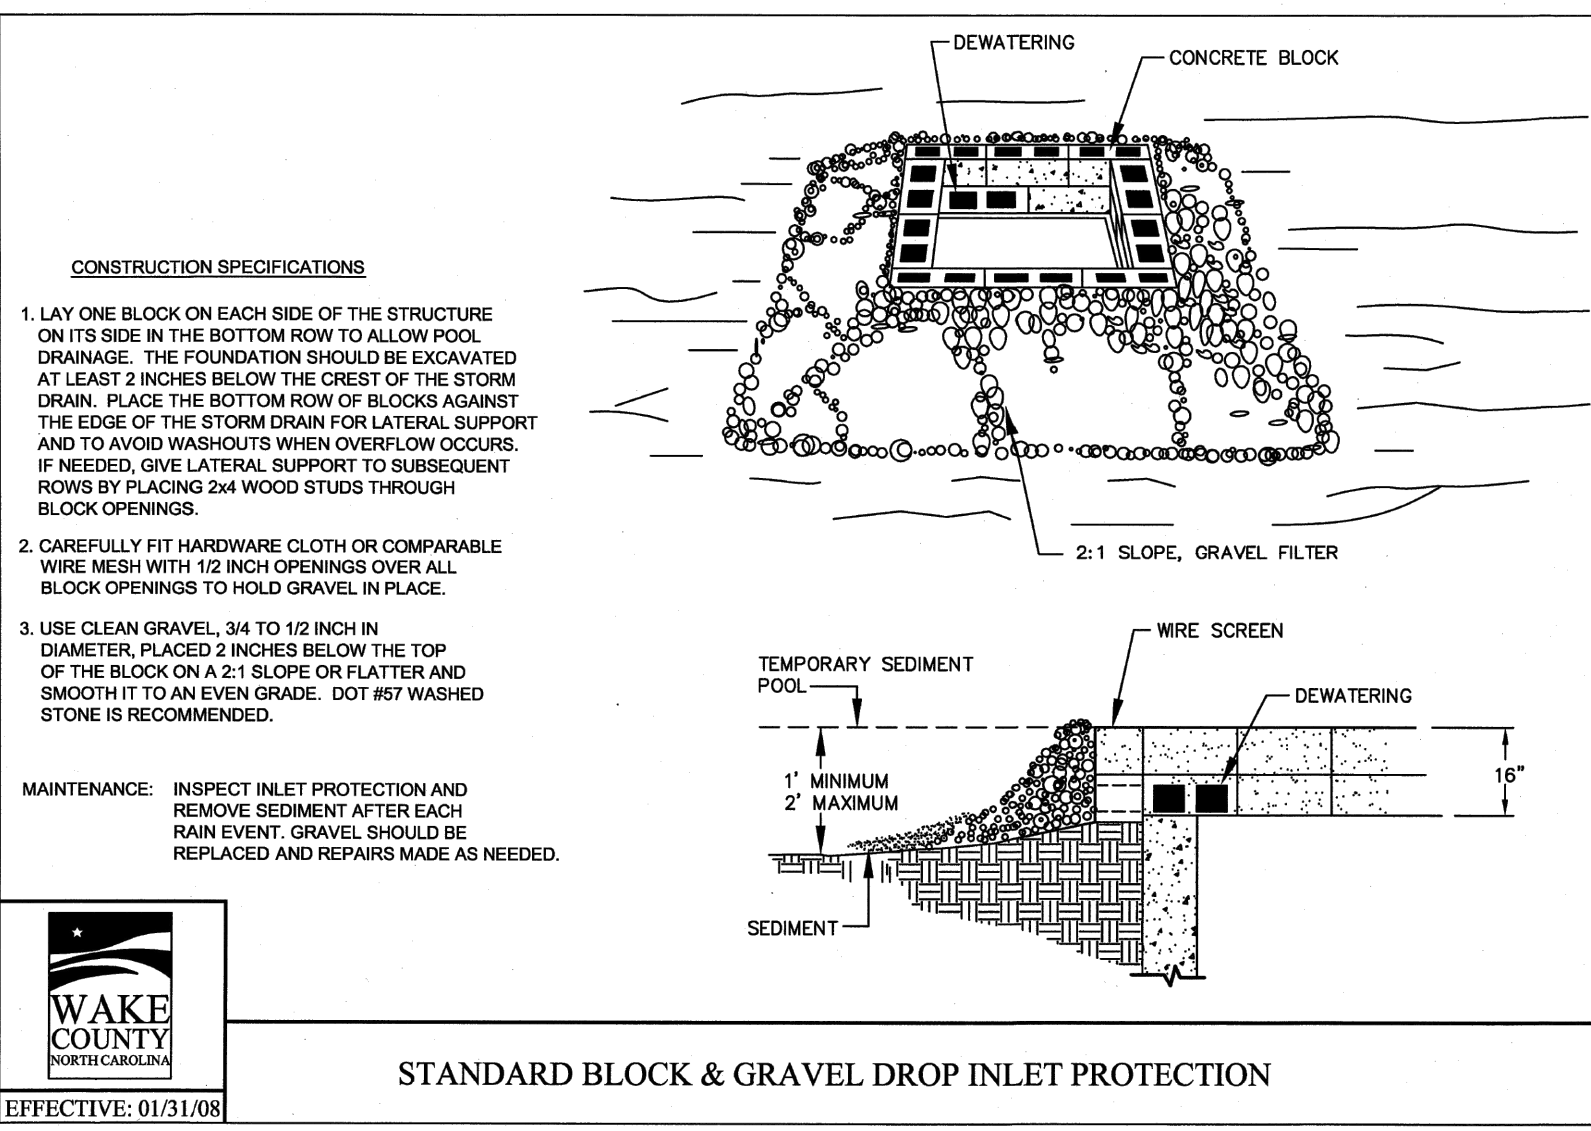 DEWATERING
CONCRETE BLOCK
CONSTRUCTION SPECIFICATIONS
1. LAY ONE BLOCK ON EACH SIDE OF THE STRUCTURE
ON ITS SIDE IN THE BOTTOM ROW TO ALLOW POOL
DRAINAGE. THE FOUNDATION SHOULD BE EXCAVATED
AT LEAST 2 INCHES BELOW THE CREST OF THE STORM
DRAIN. PLACE THE BOTTOM ROW OF BLOCKS AGAINST
THE EDGE OF THE STORM DRAIN FOR LATERAL SUPPORT
AND TO AVOID WASHOUTS WHEN OVERFLOW OCCURS.
IF NEEDED, GIVE LATERAL SUPPORT TO SUBSEQUENT
ROWS BY PLACING 2x4 WOOD STUDS THROUGH
BLOCK OPENINGS.
2. CAREFULLY FIT HARDWARE CLOTH OR COMPARABLE
WIRE MESH WITH 1/2 INCH OPENINGS OVER ALL
BLOCK OPENINGS TO HOLD GRAVEL IN PLACE.
3. USE CLEAN GRAVEL, 3/4 TO 1/2 INCH IN
DIAMETER, PLACED 2 INCHES BELOW THE TOP
OF THE BLOCK ON A 2:1 SLOPE OR FLATTER AND
SMOOTH IT TO AN EVEN GRADE. DOT #57 WASHED
STONE IS RECOMMENDED.
MAINTENANCE: INSPECT INLET PROTECTION AND
REMOVE SEDIMENT AFTER EACH
RAIN EVENT. GRAVEL SHOULD BE
REPLACED AND REPAIRS MADE AS NEEDED.
2:1 SLOPE, GRAVEL FILTER
WIRE SCREEN
TEMPORARY SEDIMENT
POOL
DEWATERING
1' MINIMUM
2' MAXIMUM
16"
SEDIMENT
WAKE
COUNTY
NORTH CAROLINA
EFFECTIVE: 01/31/08
STANDARD BLOCK & GRAVEL DROP INLET PROTECTION